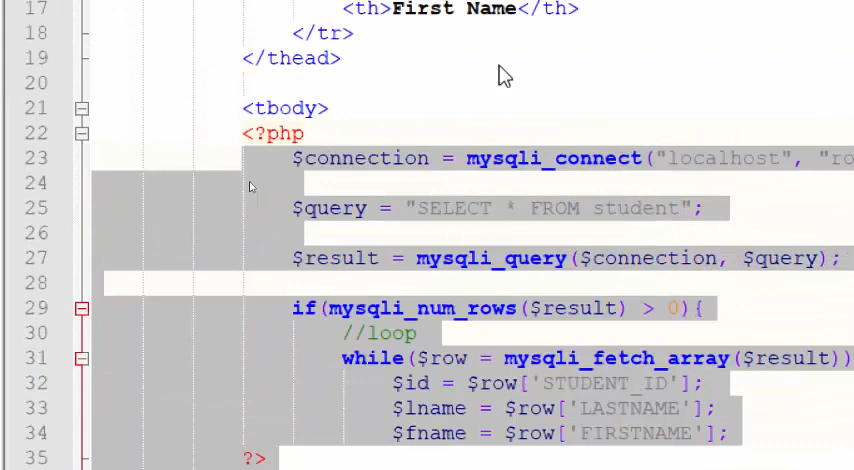 17 <th>First Name</th>
18 </tr>
19 </thead>
20
21 <tbody>
22 <?php
23 $connection = mysqli_connect("localhost", "ro
24
25 $query = "SELECT * FROM student";
26
27 $result = mysqli_query($connection, $query);
28
29 if(mysqli_num_rows($result) > 0){
30 //loop
31 while($row = mysqli_fetch_array($result))
32 $id = $row['STUDENT_ID'];
33 $lname = $row['LASTNAME'];
34 $fname = $row['FIRSTNAME'];
35 ?>